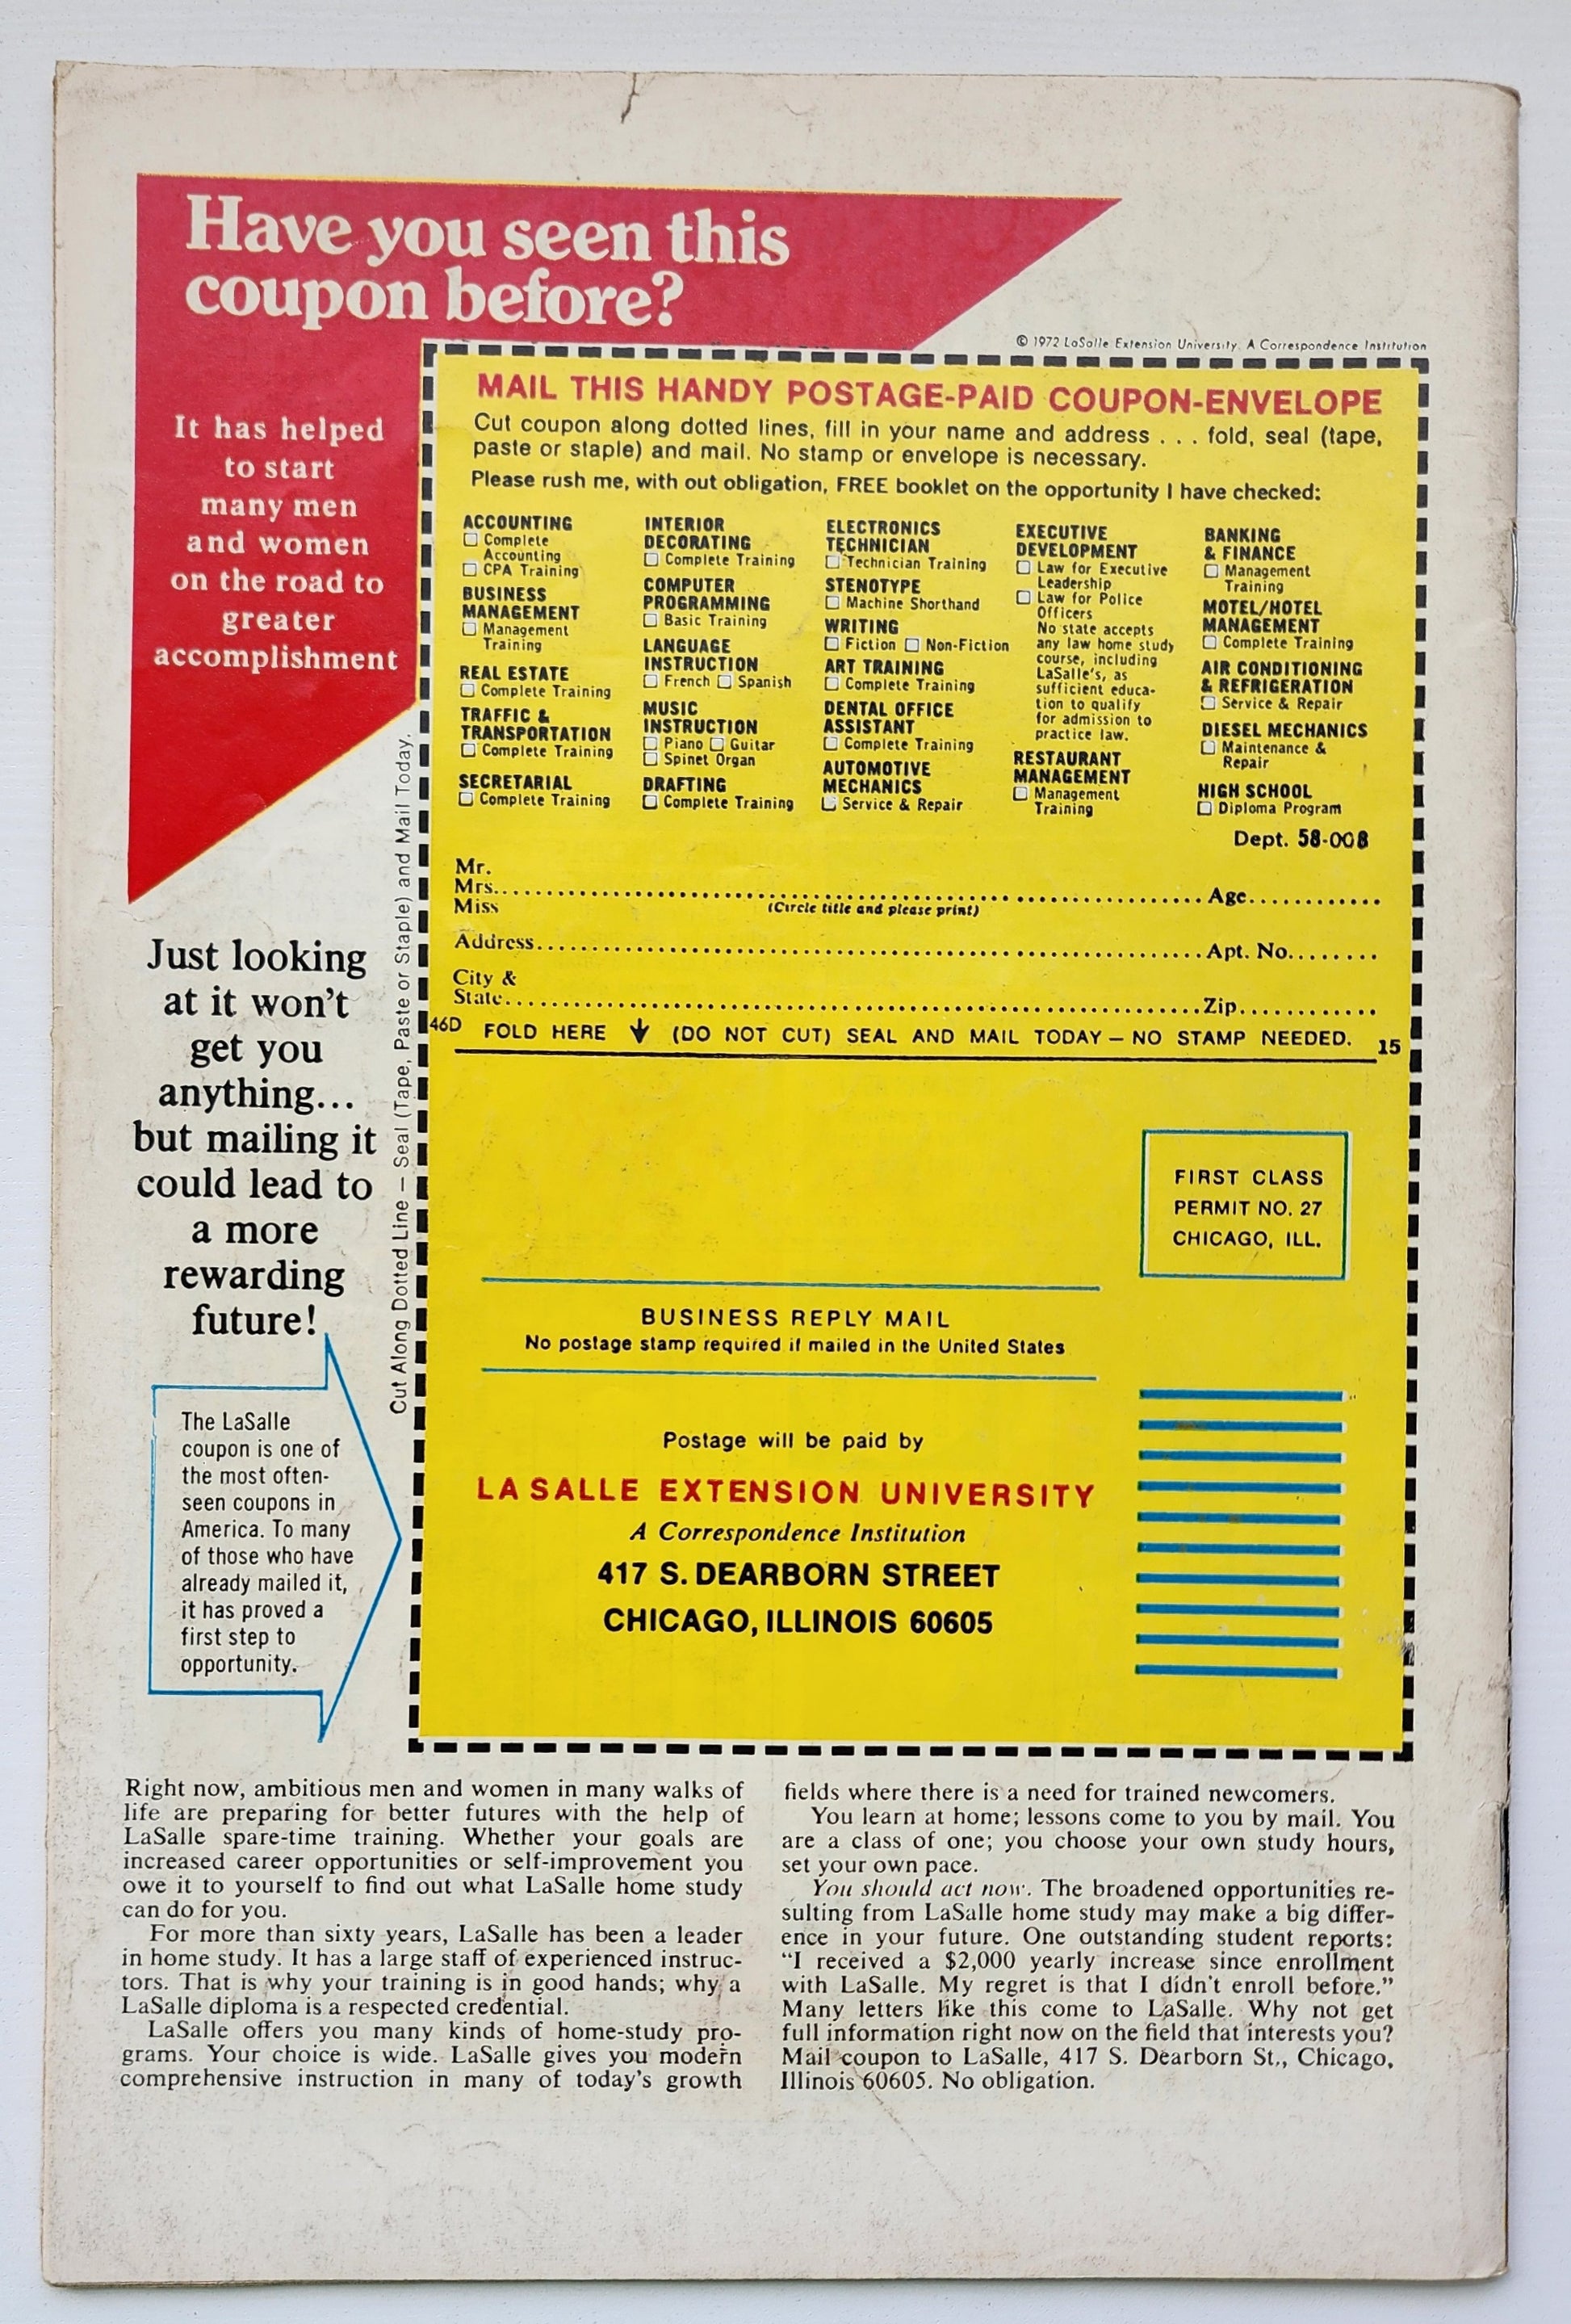 Have you seen this
coupon before?
© 1972 LaSalle Extension University. A Correspondence Institution
It has helped
to start
many men
and women
on the road to
greater
accomplishment
MAIL THIS HANDY POSTAGE-PAID COUPON-ENVELOPE
Cut coupon along dotted lines, fill in your name and address . . . fold, seal (tape,
paste or staple) and mail. No stamp or envelope is necessary.
Please rush me, with out obligation, FREE booklet on the opportunity I have checked:
ACCOUNTING
Complete
Accounting
CPA Training
BUSINESS
MANAGEMENT
Management
Training
REAL ESTATE
Complete Training
TRAFFIC &
TRANSPORTATION
Complete Training
SECRETARIAL
Complete Training
INTERIOR
DECORATING
Complete Training
COMPUTER
PROGRAMMING
Basic Training
LANGUAGE
INSTRUCTION
French Spanish
MUSIC
INSTRUCTION
Piano Guitar
Spinet Organ
DRAFTING
Complete Training
ELECTRONICS
TECHNICIAN
Technician Training
STENOTYPE
Machine Shorthand
WRITING
Fiction Non-Fiction
ART TRAINING
Complete Training
DENTAL OFFICE
ASSISTANT
Complete Training
AUTOMOTIVE
MECHANICS
Service & Repair
EXECUTIVE
DEVELOPMENT
Law for Executive
Leadership
Law for Police
Officers
No state accepts
any law home study
course, including
LaSalle's, as
sufficient educa-
tion to qualify
for admission to
practice law.
RESTAURANT
MANAGEMENT
Management
Training
BANKING
& FINANCE
Management
Training
MOTEL/HOTEL
MANAGEMENT
Complete Training
AIR CONDITIONING
& REFRIGERATION
Service & Repair
DIESEL MECHANICS
Maintenance &
Repair
HIGH SCHOOL
Diploma Program
Dept. 58-008
Mr.
Mrs. Age
Miss (Circle title and please print)
Address Apt. No.
City &
State Zip
46D FOLD HERE (DO NOT CUT) SEAL AND MAIL TODAY — NO STAMP NEEDED. 15
Cut Along Dotted Line — Seal (Tape, Paste or Staple) and Mail Today.
Just looking
at it won't
get you
anything...
but mailing it
could lead to
a more
rewarding
future!
The LaSalle
coupon is one of
the most often-
seen coupons in
America. To many
of those who have
already mailed it,
it has proved a
first step to
opportunity.
FIRST CLASS
PERMIT NO. 27
CHICAGO, ILL.
BUSINESS REPLY MAIL
No postage stamp required if mailed in the United States
Postage will be paid by
LA SALLE EXTENSION UNIVERSITY
A Correspondence Institution
417 S. DEARBORN STREET
CHICAGO, ILLINOIS 60605
Right now, ambitious men and women in many walks of
life are preparing for better futures with the help of
LaSalle spare-time training. Whether your goals are
increased career opportunities or self-improvement you
owe it to yourself to find out what LaSalle home study
can do for you.
For more than sixty years, LaSalle has been a leader
in home study. It has a large staff of experienced instruc-
tors. That is why your training is in good hands; why a
LaSalle diploma is a respected credential.
LaSalle offers you many kinds of home-study pro-
grams. Your choice is wide. LaSalle gives you modern
comprehensive instruction in many of today's growth
fields where there is a need for trained newcomers.
You learn at home; lessons come to you by mail. You
are a class of one; you choose your own study hours,
set your own pace.
You should act now. The broadened opportunities re-
sulting from LaSalle home study may make a big differ-
ence in your future. One outstanding student reports:
"I received a $2,000 yearly increase since enrollment
with LaSalle. My regret is that I didn't enroll before."
Many letters like this come to LaSalle. Why not get
full information right now on the field that interests you?
Mail coupon to LaSalle, 417 S. Dearborn St., Chicago,
Illinois 60605. No obligation.